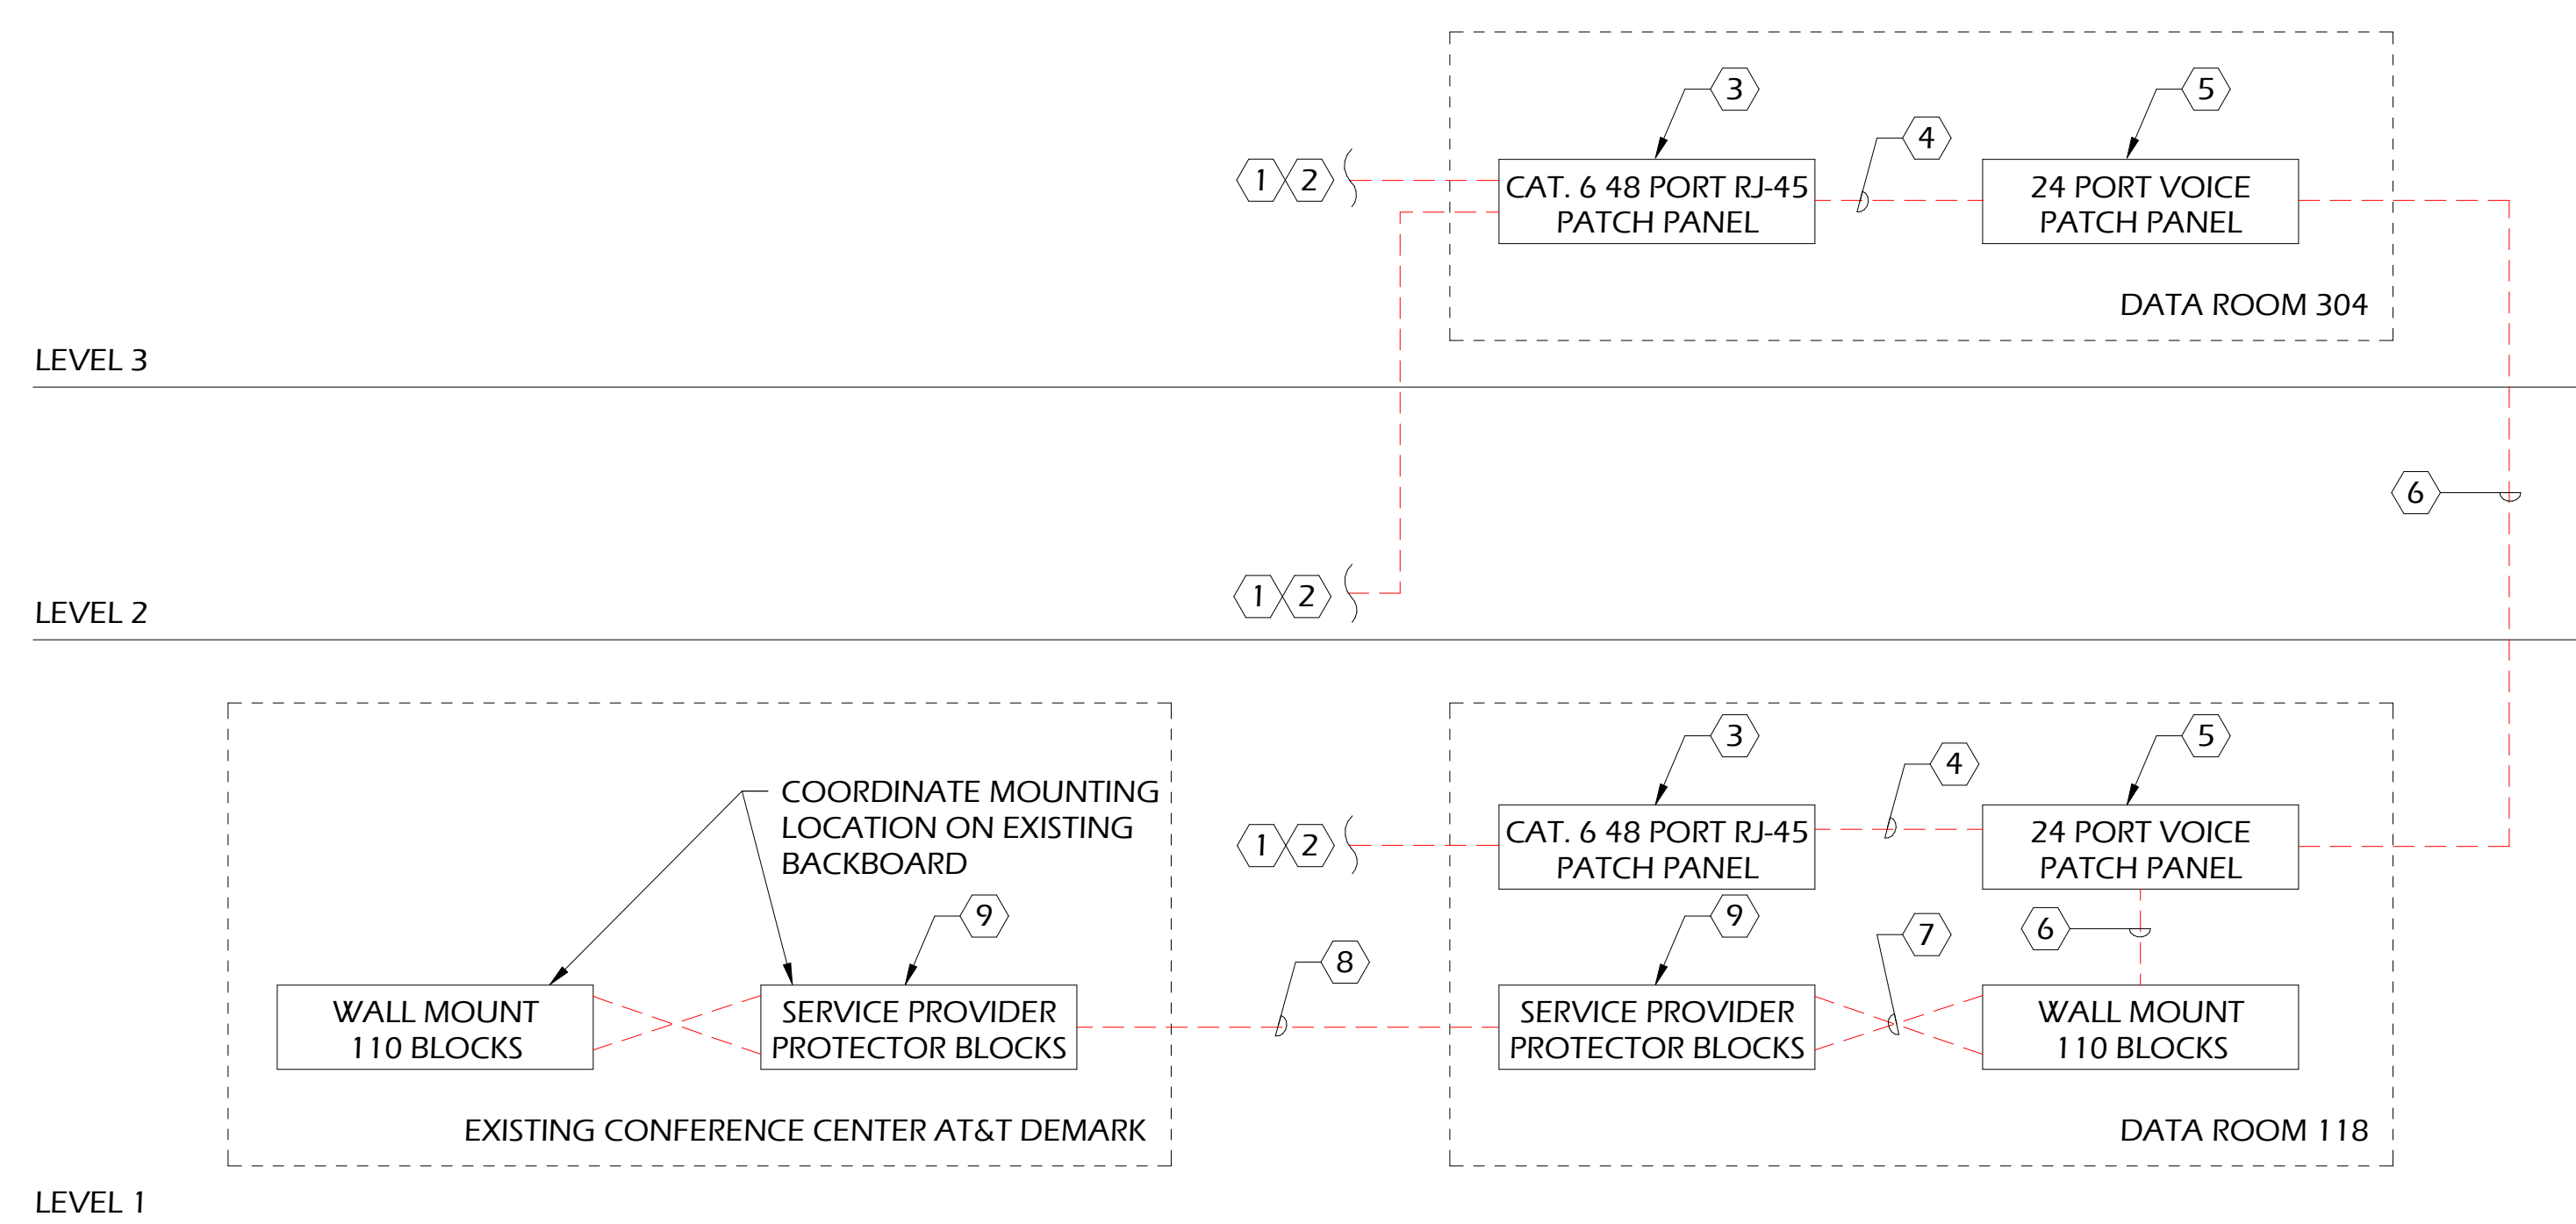 3
5
4
1 2
CAT. 6 48 PORT RJ-45
PATCH PANEL
24 PORT VOICE
PATCH PANEL
DATA ROOM 304
LEVEL 3
6
1 2
LEVEL 2
COORDINATE MOUNTING
LOCATION ON EXISTING
BACKBOARD
9
WALL MOUNT
110 BLOCKS
SERVICE PROVIDER
PROTECTOR BLOCKS
EXISTING CONFERENCE CENTER AT&T DEMARK
8
3
5
4
1 2
CAT. 6 48 PORT RJ-45
PATCH PANEL
24 PORT VOICE
PATCH PANEL
9
7
6
SERVICE PROVIDER
PROTECTOR BLOCKS
WALL MOUNT
110 BLOCKS
DATA ROOM 118
LEVEL 1